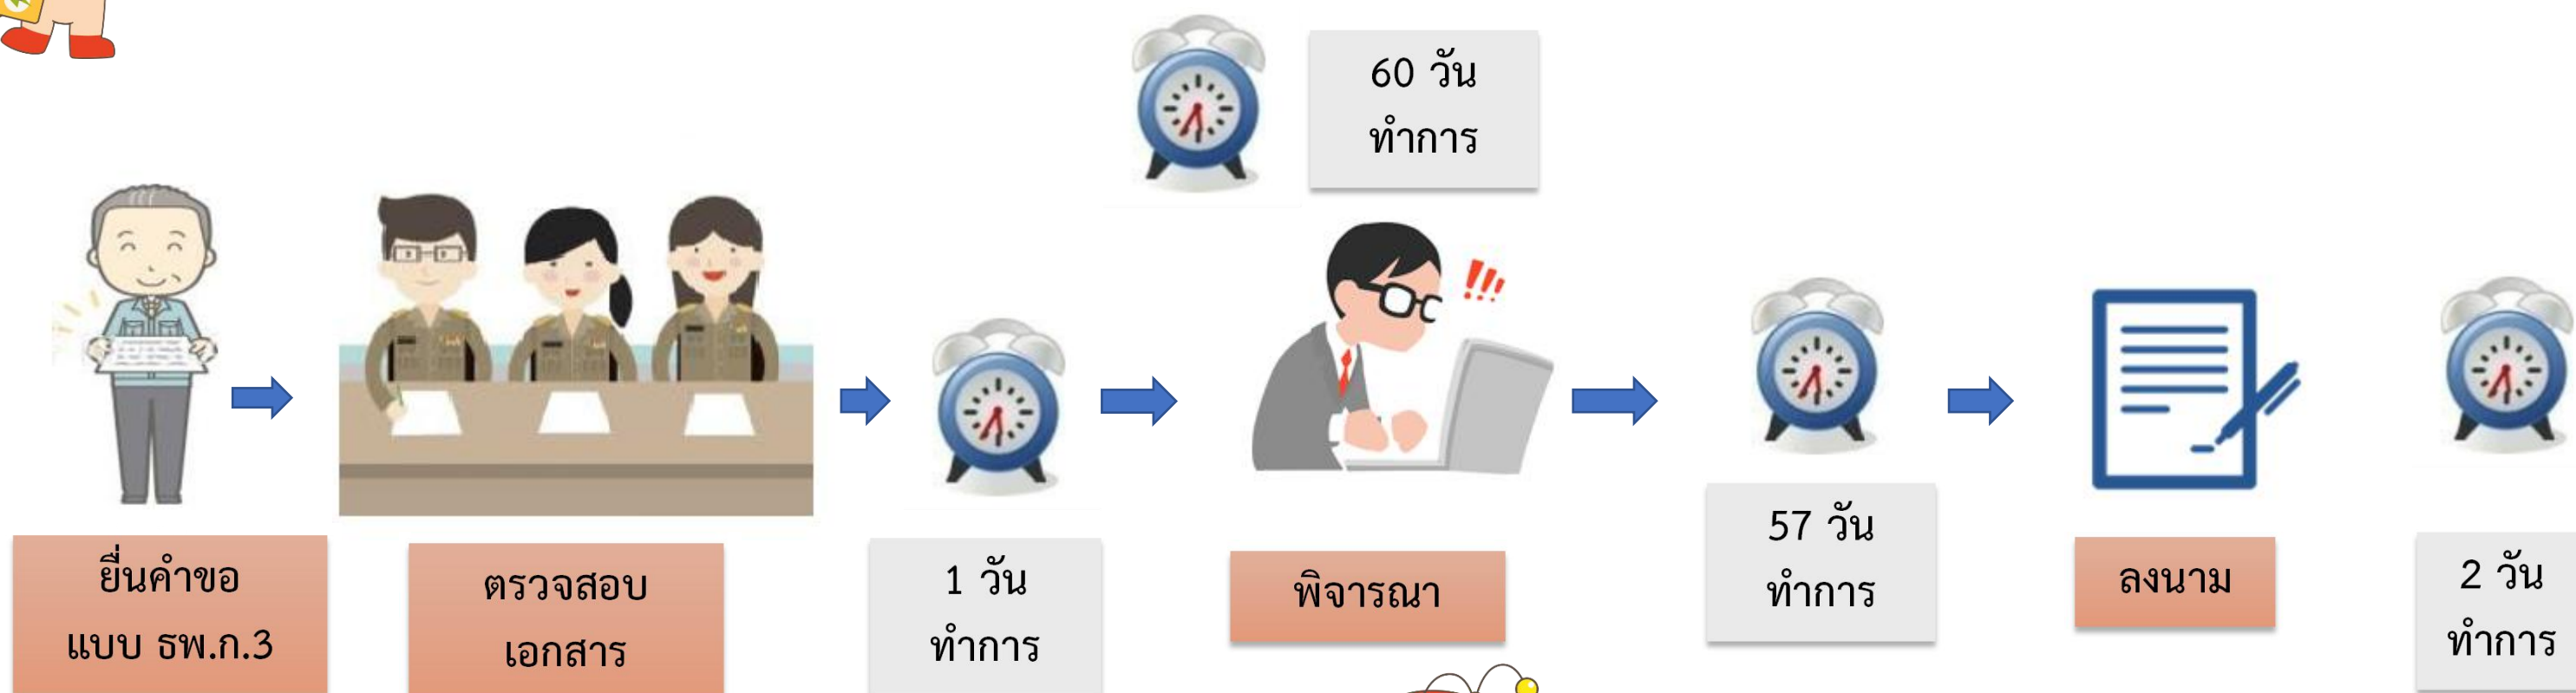 60 วัน
ทำการ
ยื่นคำขอ
แบบ ธพ.ก.3
ตรวจสอบ
เอกสาร
1 วัน
ทำการ
พิจารณา
57 วัน
ทำการ
ลงนาม
2 วัน
ทำการ